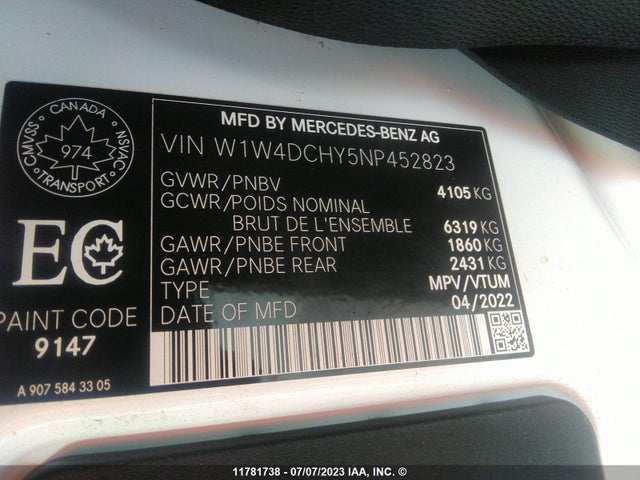 CANADA
CMVSS
974
NSVAC
TRANSPORT
EC
PAINT CODE
9147
A 907 584 33 05
MFD BY MERCEDES-BENZ AG
VIN W1W4DCHY5NP452823
GVWR/PNBV 4105 KG
GCWR/POIDS NOMINAL
BRUT DE L'ENSEMBLE 6319 KG
GAWR/PNBE FRONT 1860 KG
GAWR/PNBE REAR 2431 KG
TYPE MPV/VTUM
DATE OF MFD 04/2022
11781738 - 07/07/2023 IAA, INC. ©